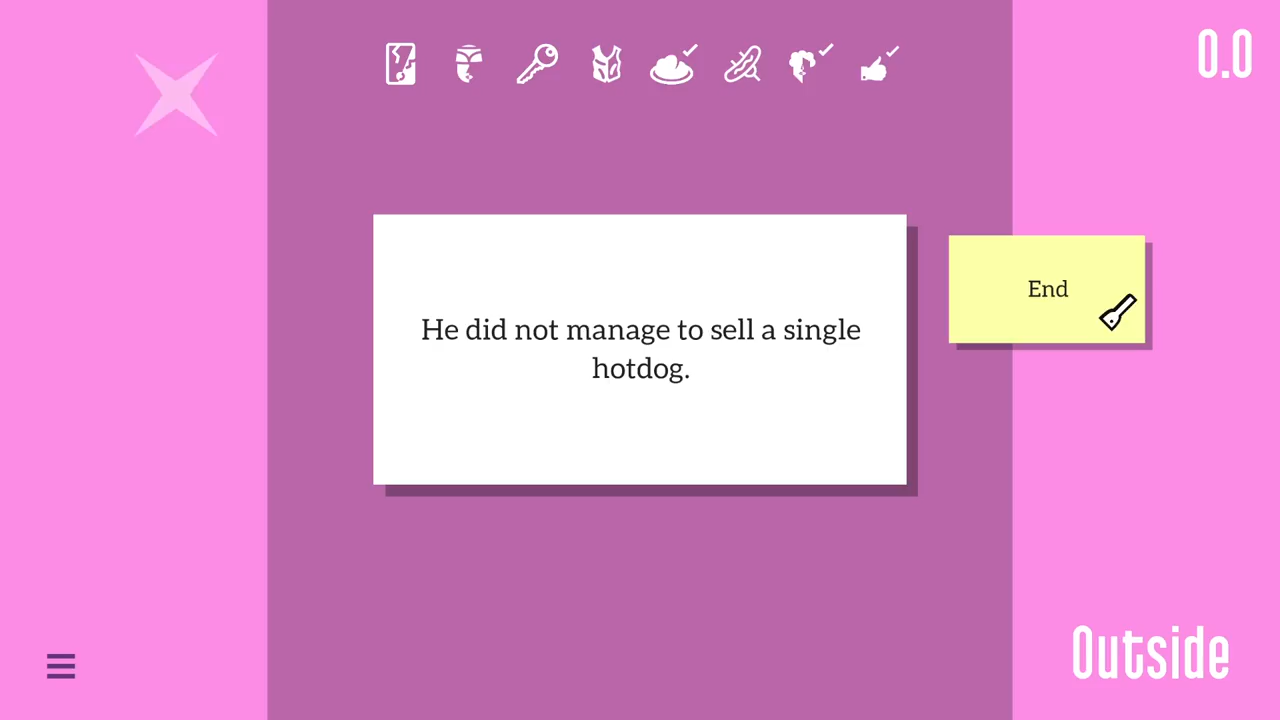 0.0
He did not manage to sell a single
hotdog.
End
Outside